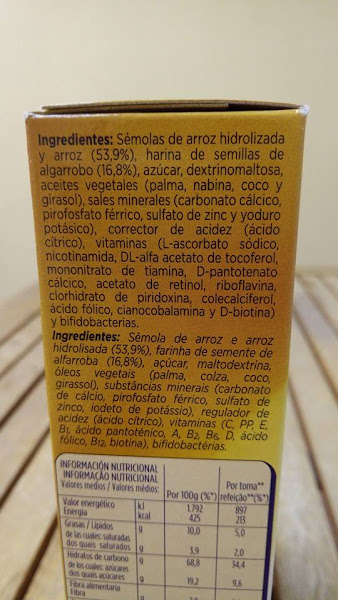 Ingredientes: Sémolas de arroz hidrolizada
y arroz (53,9%), harina de semillas de
algarrobo (16,8%), azúcar, dextrinomaltosa,
aceites vegetales (palma, nabina, coco y
girasol), sales minerales (carbonato cálcico,
pirofosfato férrico, sulfato de zinc y yoduro
potásico), corrector de acidez (ácido
cítrico), vitaminas (L-ascorbato sódico,
nicotinamida, DL-alfa acetato de tocoferol,
mononitrato de tiamina, D-pantotenato
cálcico, acetato de retinol, riboflavina,
clorhidrato de piridoxina, colecalciferol,
ácido fólico, cianocobalamina y D-biotina)
y bifidobacterias.
Ingredientes: Sêmola de arroz e arroz
hidrolisada (53,9%), farinha de semente de
alfarroba (16,8%), açúcar, maltodextrina,
óleos vegetais (palma, colza, coco,
girassol), substâncias minerais (carbonato
de cálcio, pirofosfato férrico, sulfato de
zinco, iodeto de potássio), regulador de
acidez (ácido cítrico), vitaminas (C, PP, E,
B1, ácido pantoténico, A, B2, B6, D, ácido
fólico, B12, biotina), bifidobactérias.
INFORMACIÓN NUTRICIONAL
INFORMAÇÃO NUTRICIONAL
Valores medios / Valores médios: Por 100g (%*) Por toma** refeição**(%*)
Valor energético kJ 1.792 897
Energia kcal 425 213
Grasas / Lípidos g 10,0 5,0
de las cuales: saturadas
dos quais saturados g 3,9 2,0
Hidratos de carbono g 68,8 34,4
de los cuales: azúcares
dos quais açúcares g 19,2 9,6
Fibra alimentaria
Fibra